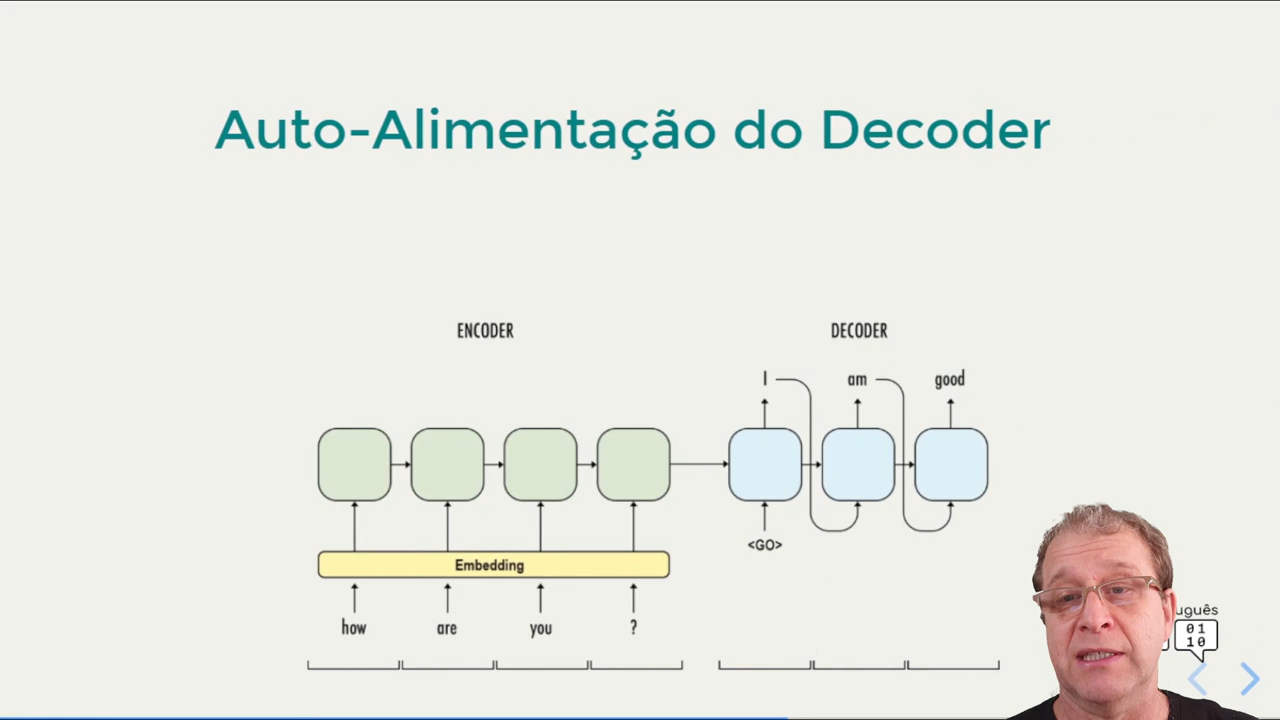 Auto-Alimentação do Decoder
ENCODER
DECODER
I am good
<GO>
Embedding
how are you ?
uguês
01
10